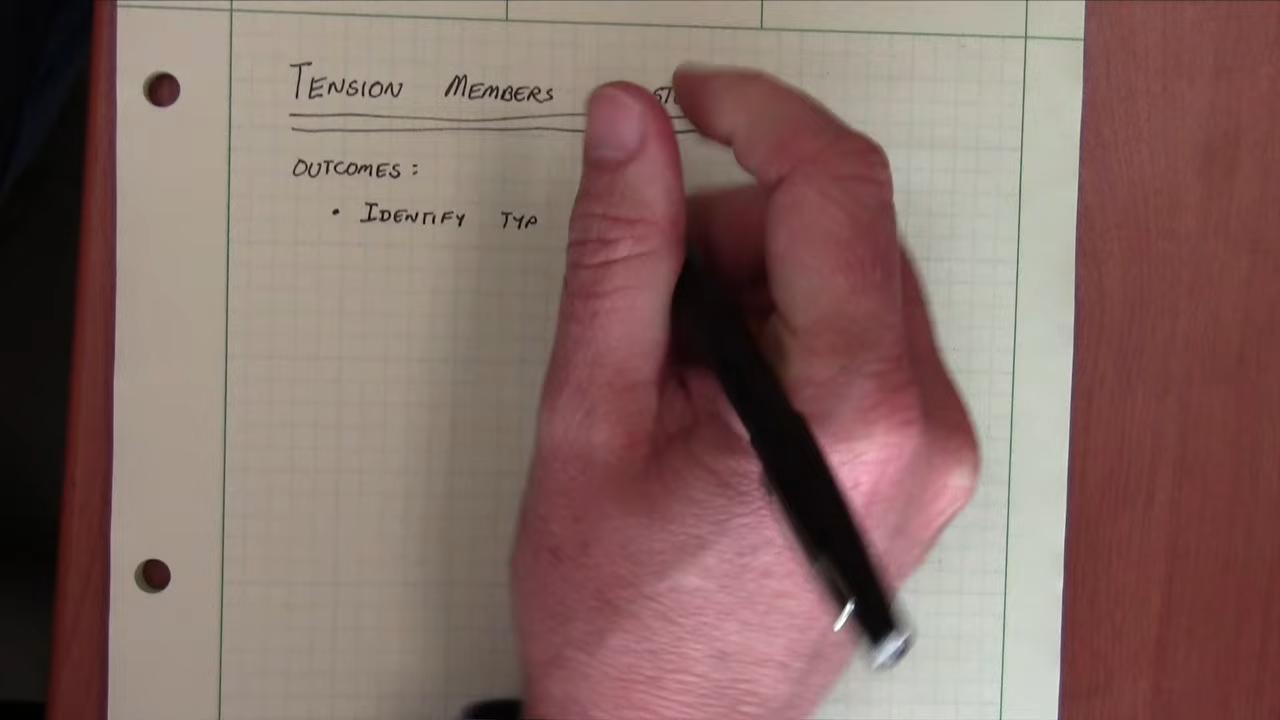 TENSION MEMBERS
OUTCOMES:
• IDENTIFY TYP